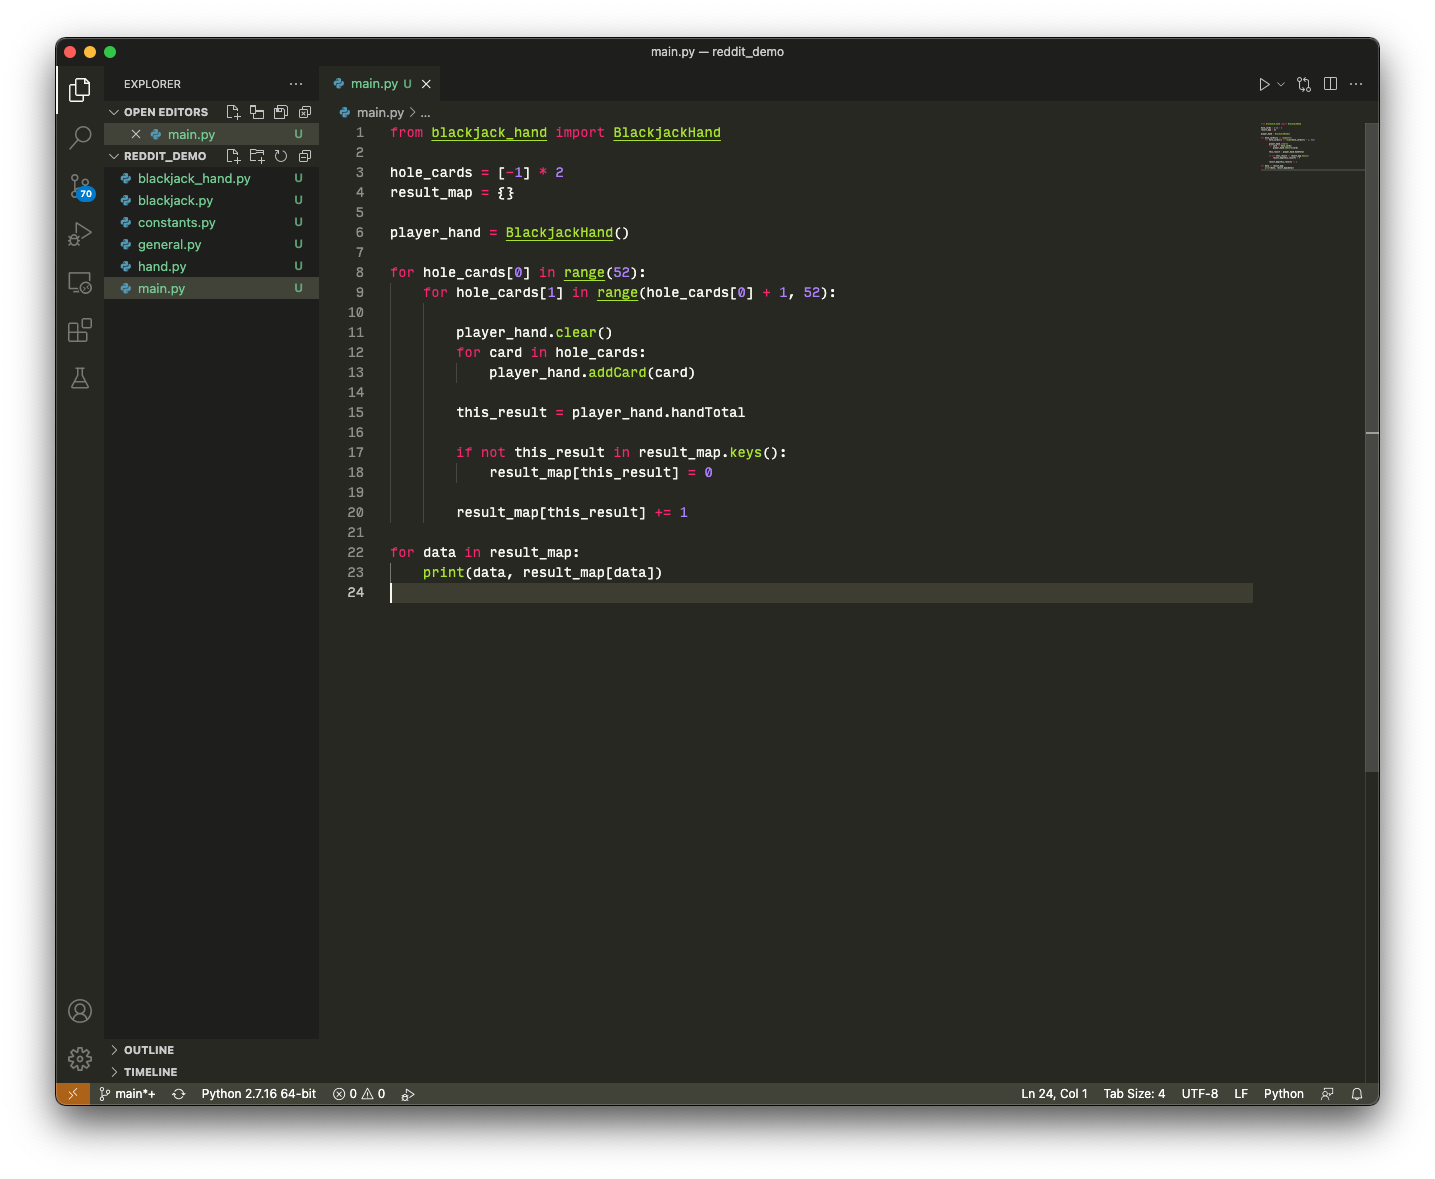 main.py — reddit_demo
EXPLORER
OPEN EDITORS
main.py U
REDDIT_DEMO
blackjack_hand.py U
blackjack.py U
constants.py U
general.py U
hand.py U
main.py U
70
OUTLINE
TIMELINE
main.py U
main.py > ...
1 from blackjack_hand import BlackjackHand
2
3 hole_cards = [-1] * 2
4 result_map = {}
5
6 player_hand = BlackjackHand()
7
8 for hole_cards[0] in range(52):
9     for hole_cards[1] in range(hole_cards[0] + 1, 52):
10
11         player_hand.clear()
12         for card in hole_cards:
13             player_hand.addCard(card)
14
15         this_result = player_hand.handTotal
16
17         if not this_result in result_map.keys():
18             result_map[this_result] = 0
19
20         result_map[this_result] += 1
21
22 for data in result_map:
23     print(data, result_map[data])
24
main*+ Python 2.7.16 64-bit 0 0 Ln 24, Col 1 Tab Size: 4 UTF-8 LF Python